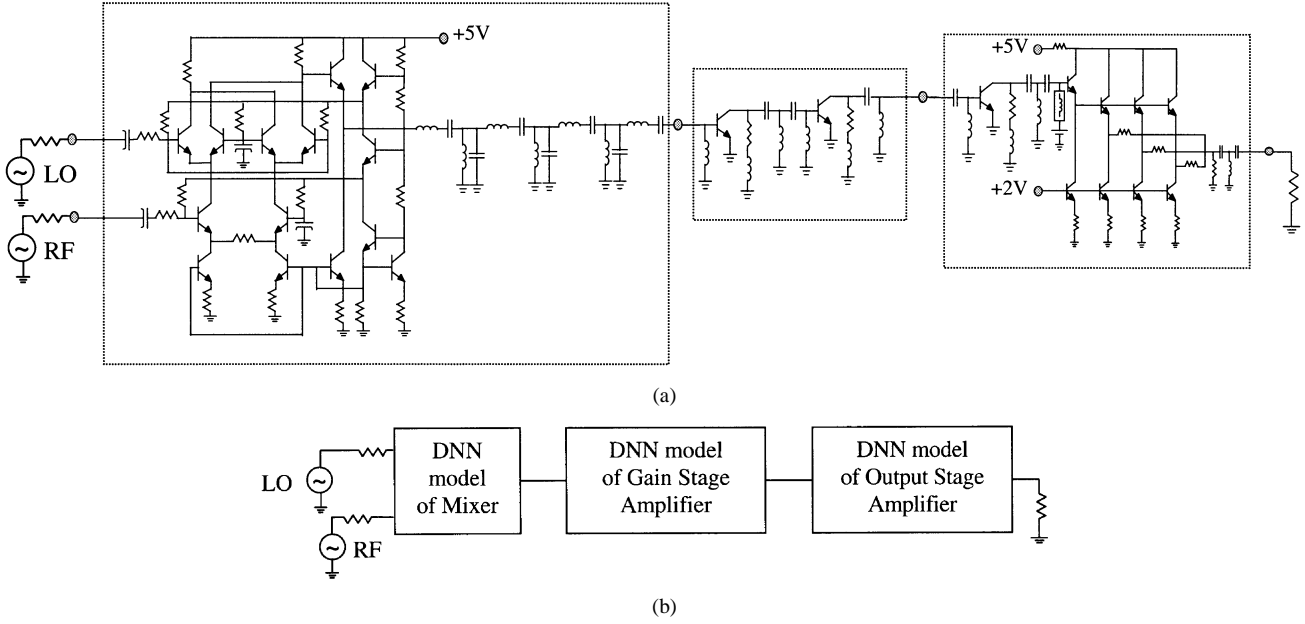 +5V
+5V
LO
+2V
RF
(a)
DNN
model
of Mixer
DNN model
of Gain Stage
Amplifier
DNN model
of Output Stage
Amplifier
LO
RF
(b)